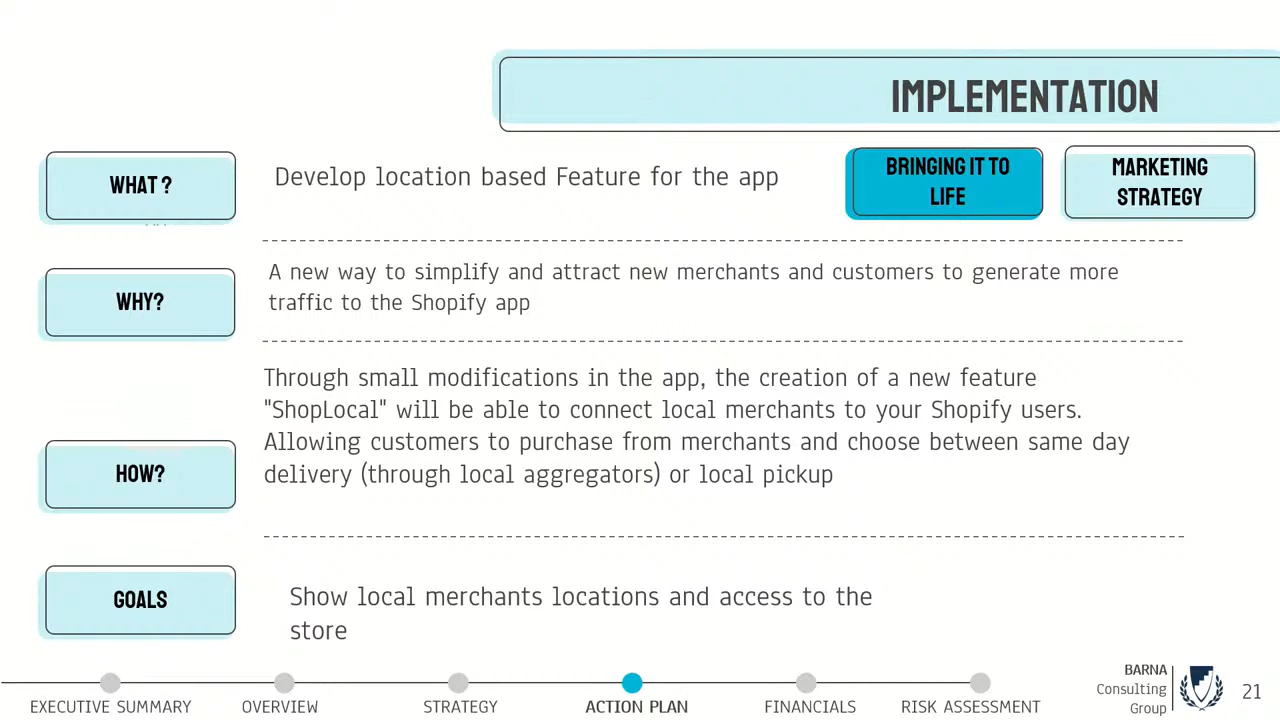 IMPLEMENTATION
WHAT ?
Develop location based Feature for the app
BRINGING IT TO
LIFE
MARKETING
STRATEGY
WHY?
A new way to simplify and attract new merchants and customers to generate more
traffic to the Shopify app
HOW?
Through small modifications in the app, the creation of a new feature
"ShopLocal" will be able to connect local merchants to your Shopify users.
Allowing customers to purchase from merchants and choose between same day
delivery (through local aggregators) or local pickup
GOALS
Show local merchants locations and access to the
store
EXECUTIVE SUMMARY
OVERVIEW
STRATEGY
ACTION PLAN
FINANCIALS
RISK ASSESSMENT
BARNA
Consulting
Group
21